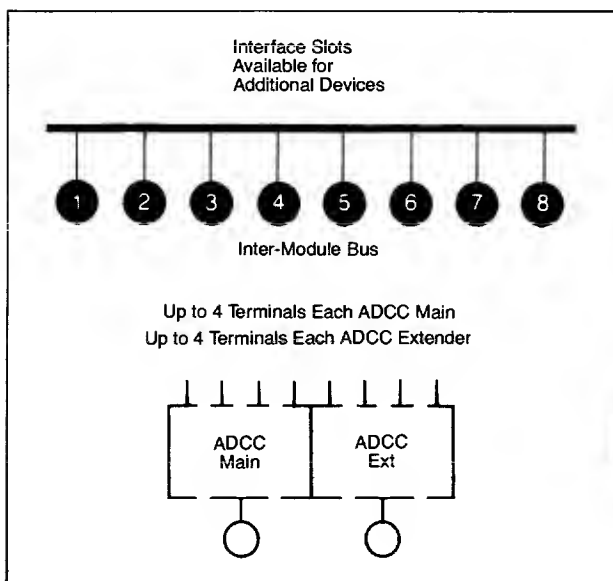 Interface Slots
Available for
Additional Devices
1 2 3 4 5 6 7 8
Inter-Module Bus
Up to 4 Terminals Each ADCC Main
Up to 4 Terminals Each ADCC Extender
ADCC
Main
ADCC
Ext